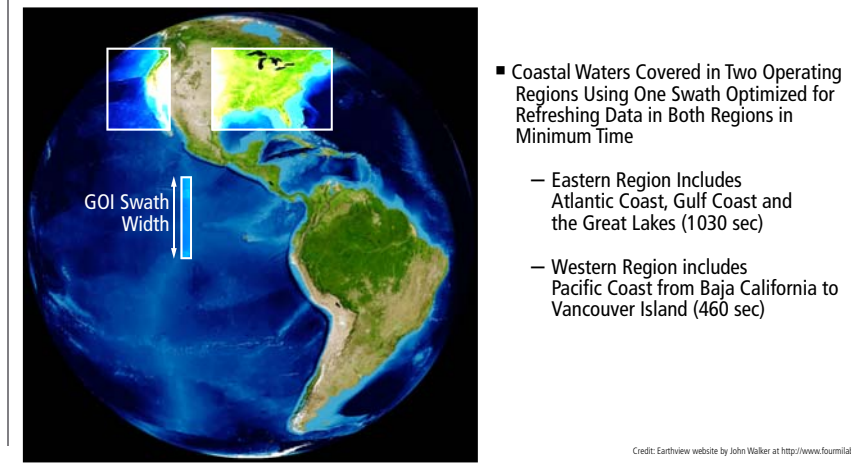 GOI Swath
Width
■ Coastal Waters Covered in Two Operating
Regions Using One Swath Optimized for
Refreshing Data in Both Regions in
Minimum Time
— Eastern Region Includes
Atlantic Coast, Gulf Coast and
the Great Lakes (1030 sec)
— Western Region includes
Pacific Coast from Baja California to
Vancouver Island (460 sec)
Credit: Earthview website by John Walker at http://www.fourmilab